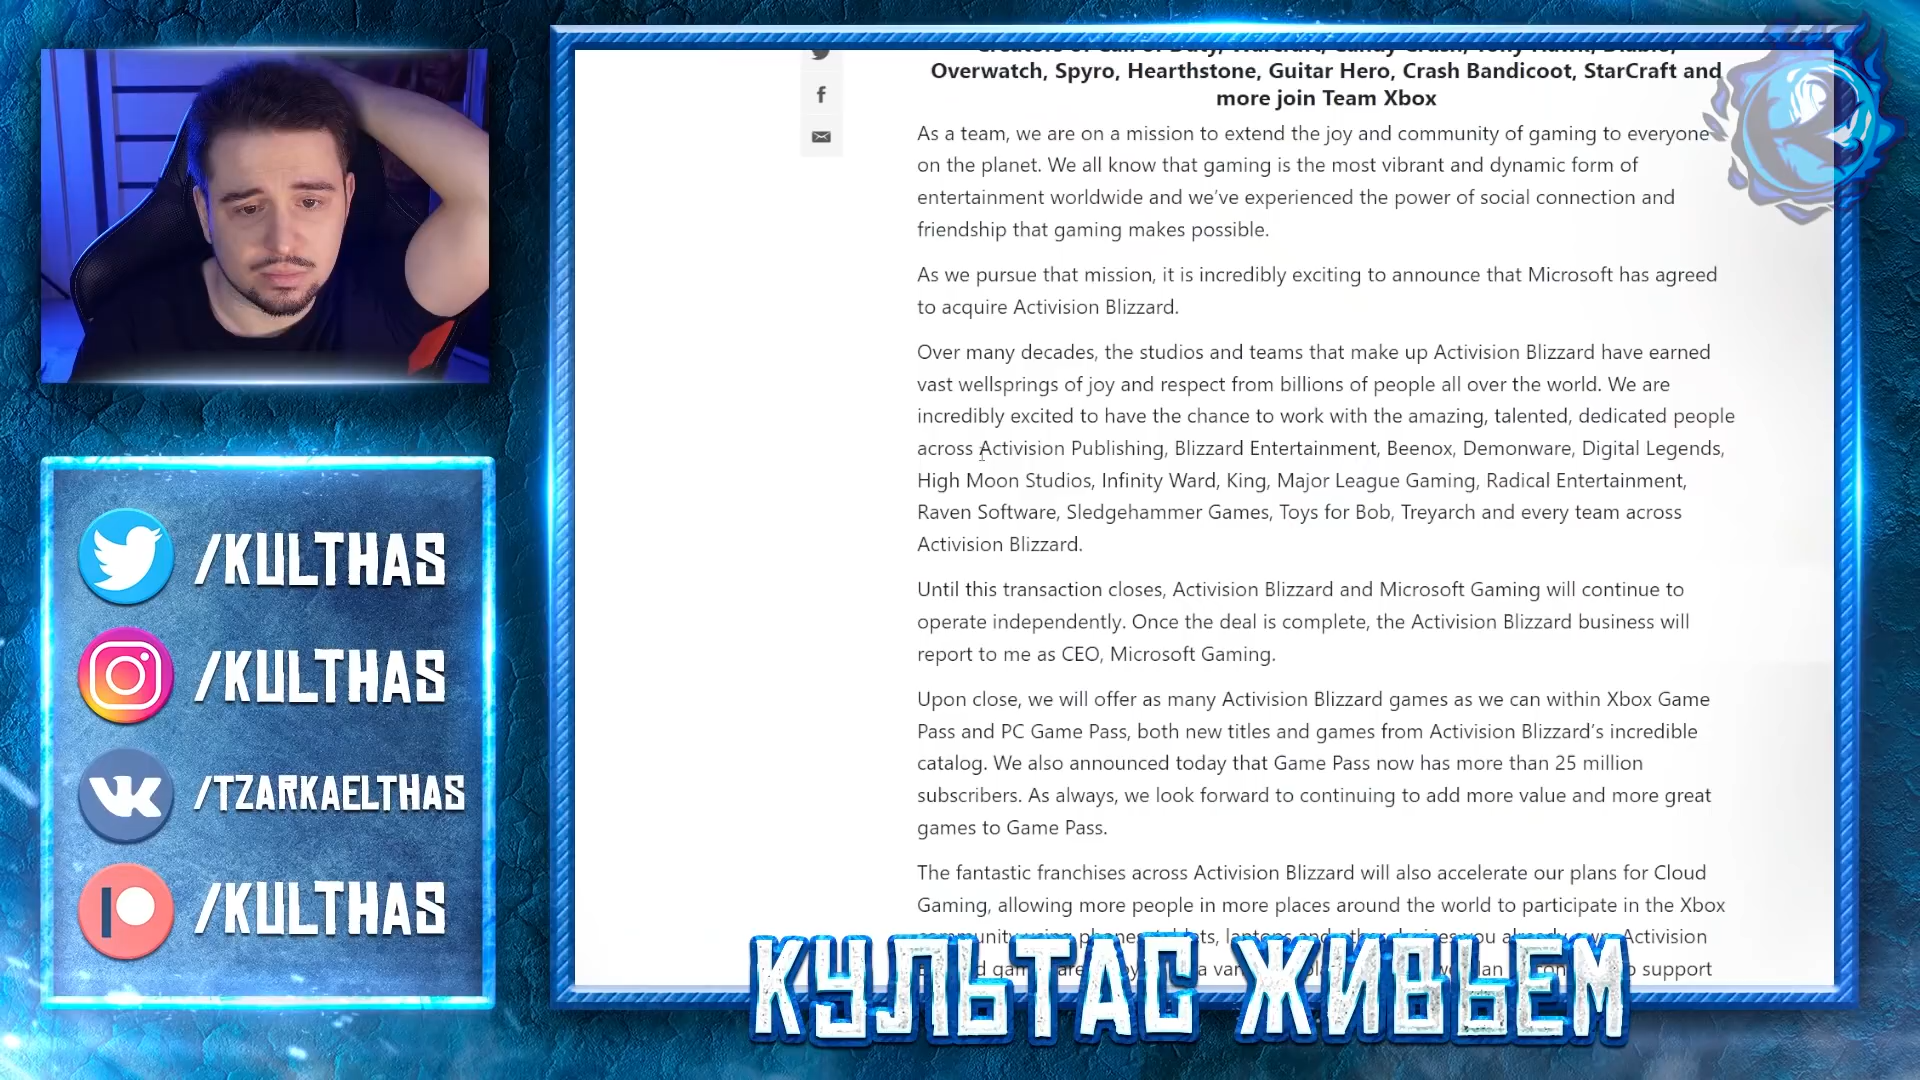 /KULTHAS
/KULTHAS
/TZARKAELTHAS
/KULTHAS
Creators of Call of Duty, Warcraft, Candy Crush, Tony Hawk, Diablo,
Overwatch, Spyro, Hearthstone, Guitar Hero, Crash Bandicoot, StarCraft and
more join Team Xbox
As a team, we are on a mission to extend the joy and community of gaming to everyone
on the planet. We all know that gaming is the most vibrant and dynamic form of
entertainment worldwide and we’ve experienced the power of social connection and
friendship that gaming makes possible.
As we pursue that mission, it is incredibly exciting to announce that Microsoft has agreed
to acquire Activision Blizzard.
Over many decades, the studios and teams that make up Activision Blizzard have earned
vast wellsprings of joy and respect from billions of people all over the world. We are
incredibly excited to have the chance to work with the amazing, talented, dedicated people
across Activision Publishing, Blizzard Entertainment, Beenox, Demonware, Digital Legends,
High Moon Studios, Infinity Ward, King, Major League Gaming, Radical Entertainment,
Raven Software, Sledgehammer Games, Toys for Bob, Treyarch and every team across
Activision Blizzard.
Until this transaction closes, Activision Blizzard and Microsoft Gaming will continue to
operate independently. Once the deal is complete, the Activision Blizzard business will
report to me as CEO, Microsoft Gaming.
Upon close, we will offer as many Activision Blizzard games as we can within Xbox Game
Pass and PC Game Pass, both new titles and games from Activision Blizzard’s incredible
catalog. We also announced today that Game Pass now has more than 25 million
subscribers. As always, we look forward to continuing to add more value and more great
games to Game Pass.
The fantastic franchises across Activision Blizzard will also accelerate our plans for Cloud
Gaming, allowing more people in more places around the world to participate in the Xbox
Activision
support
КУЛЬТАС ЖИВЬЕМ